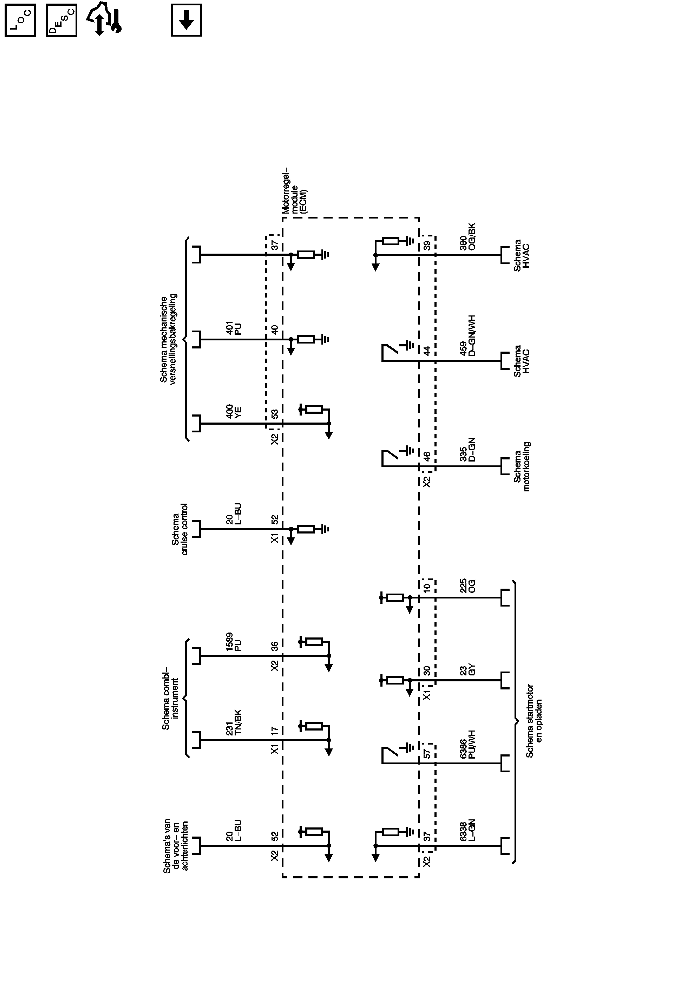 LOC
DESC
Motorregel-
module
(ECM)
Schema mechanische
versnellingsbakregeling
37
401
PU
40
400
YE
53
X2
Schema
cruise control
20
L-BU
52
X1
Schema combi-
instrument
1589
PU
36
X2
231
TN/BK
17
X1
Schema's van
de voor- en
achterlichten
20
L-BU
52
X2
39
380
OG/BK
Schema
HVAC
44
459
D-GN/WH
Schema
HVAC
46
X2
335
D-GN
Schema
motorkoeling
10
225
OG
30
X1
23
GY
57
6386
PU/WH
37
X2
6338
L-GN
Schema startmotor
en opladen